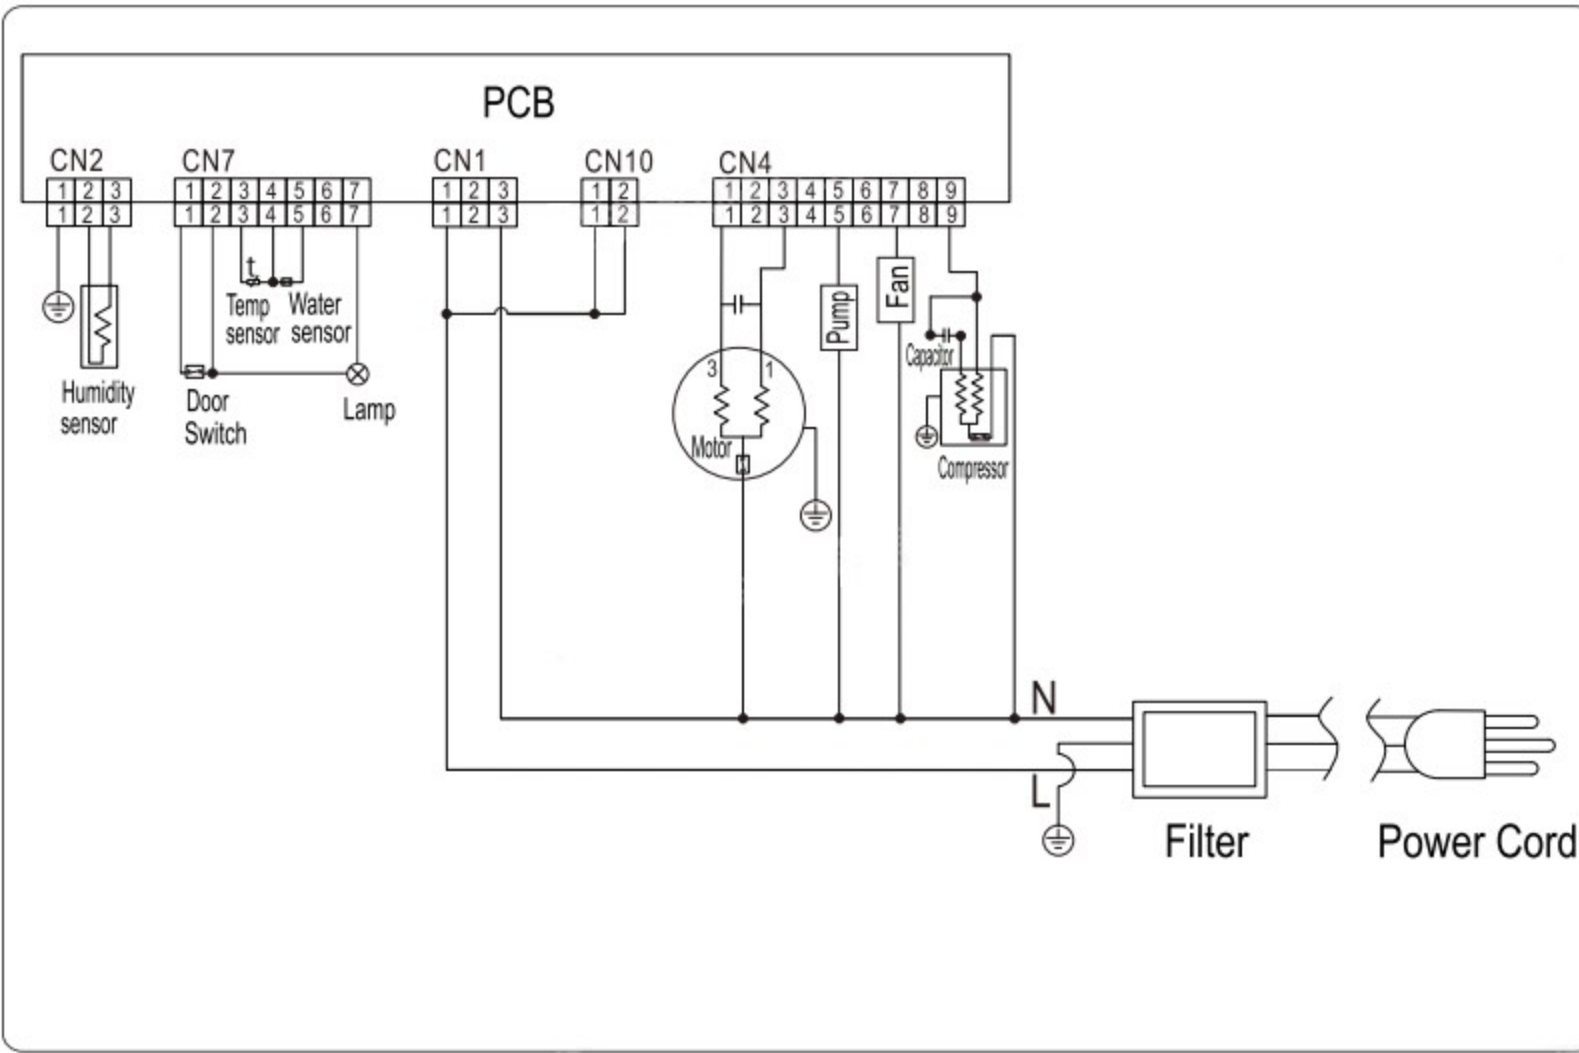 PCB
CN2 CN7 CN1 CN10 CN4
1 2 3 1 2 3 4 5 6 7 1 2 3 1 2 1 2 3 4 5 6 7 8 9
1 2 3 1 2 3 4 5 6 7 1 2 3 1 2 1 2 3 4 5 6 7 8 9
t
Temp
sensor
Water
sensor
Humidity
sensor
Door
Switch
Lamp
3 1
Motor
Pump
Fan
Capacitor
Compressor
N
L
Filter
Power Cord